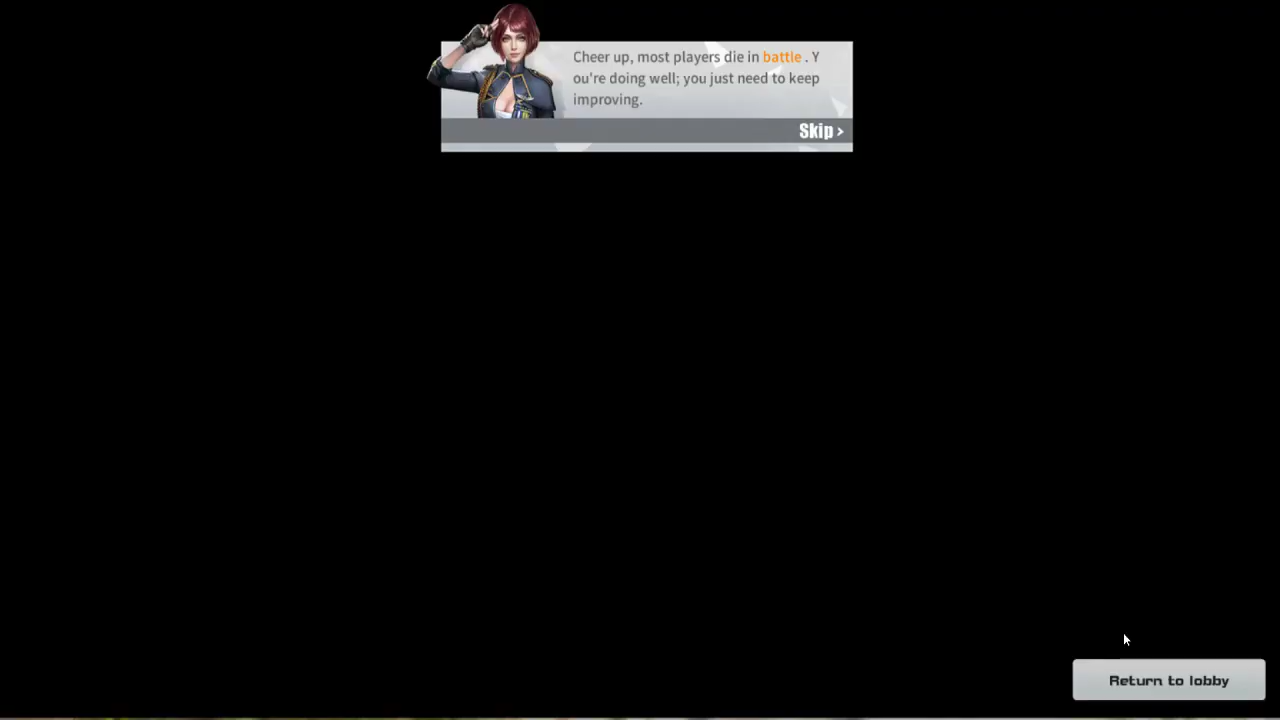 Cheer up, most players die in battle . Y
ou're doing well; you just need to keep
improving.
Skip >
Return to lobby